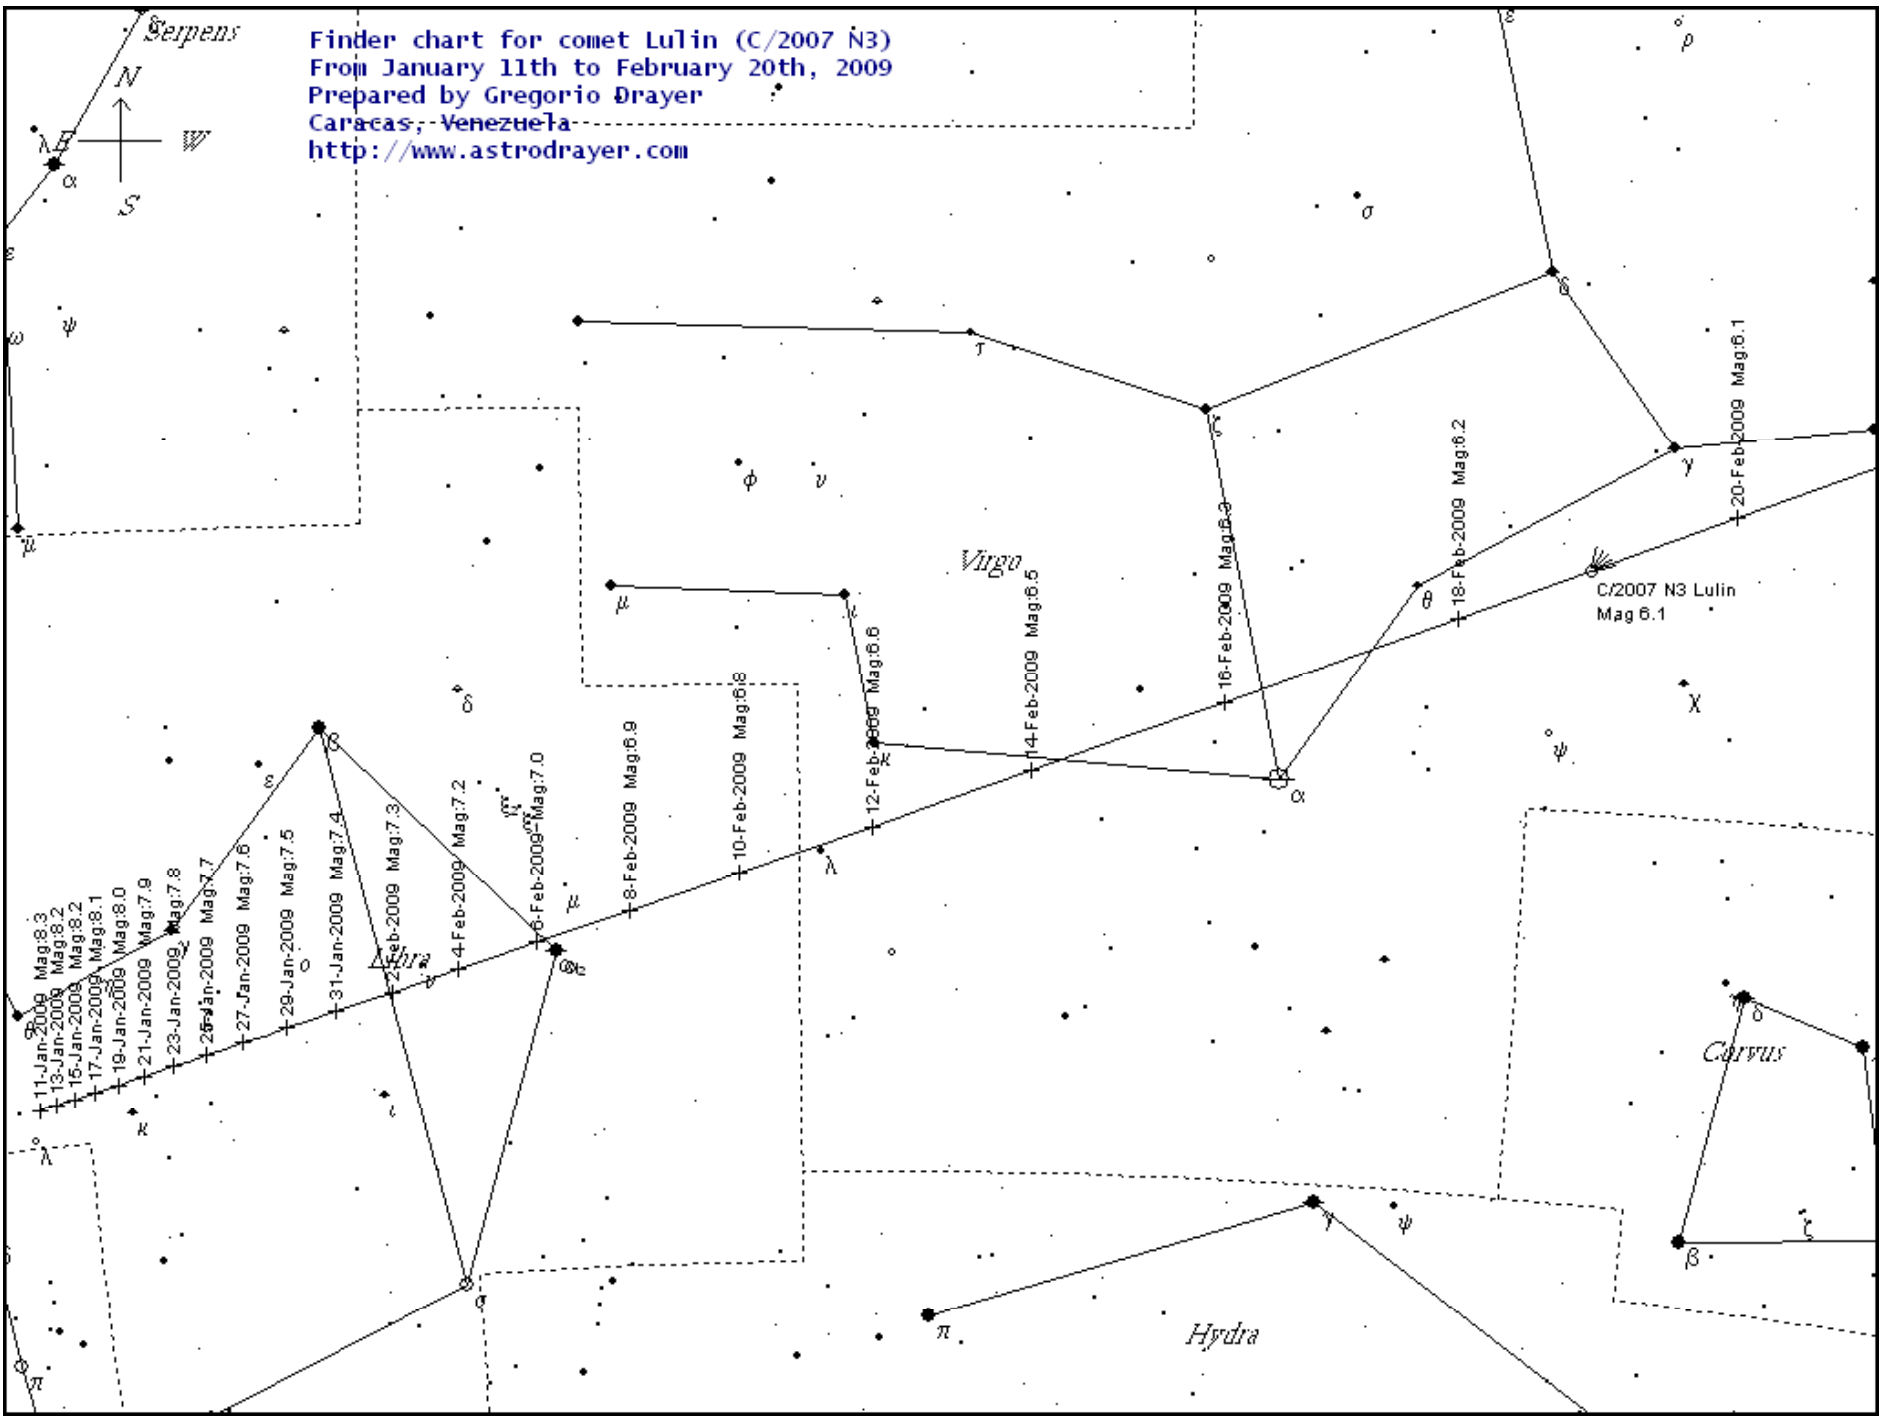 Serpens
Finder chart for comet Lulin (C/2007 N3)
From January 11th to February 20th, 2009
Prepared by Gregorio Drayer
Caracas, Venezuela
http://www.astrodrayer.com
N
E
W
S
λ
α
ε
ρ
σ
ε
ω
ψ
δ
τ
ζ
γ
μ
φ
υ
Virgo
μ
ι
θ
C/2007 N3 Lulin
Mag 6.1
χ
ψ
δ
β
ε
κ
α
λ
μ
ξ
ξ
γ
ο
Libra
ν
α2
θ
κ
ι
λ
δ
Corvus
γ
ψ
ζ
β
σ
π
Hydra
π
11-Jan-2009 Mag:8.3
13-Jan-2009 Mag:8.2
15-Jan-2009 Mag:8.2
17-Jan-2009 Mag:8.1
19-Jan-2009 Mag:8.0
21-Jan-2009 Mag:7.9
23-Jan-2009 Mag:7.8
25-Jan-2009 Mag:7.7
27-Jan-2009 Mag:7.6
29-Jan-2009 Mag:7.5
31-Jan-2009 Mag:7.4
2-Feb-2009 Mag:7.3
4-Feb-2009 Mag:7.2
6-Feb-2009 Mag:7.0
8-Feb-2009 Mag:6.9
10-Feb-2009 Mag:6.8
12-Feb-2009 Mag:6.6
14-Feb-2009 Mag:6.5
16-Feb-2009 Mag:6.3
18-Feb-2009 Mag:6.2
20-Feb-2009 Mag:6.1